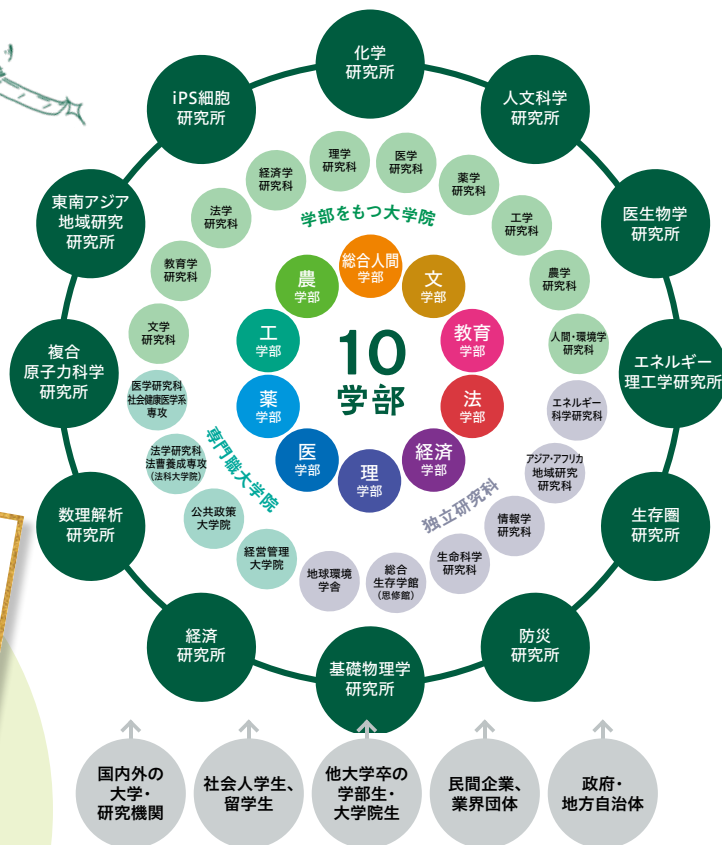 化学
研究所
人文科学
研究所
医生物学
研究所
エネルギー
理工学研究所
生存圏
研究所
防災
研究所
基礎物理学
研究所
経済
研究所
数理解析
研究所
複合
原子力科学
研究所
東南アジア
地域研究
研究所
iPS細胞
研究所
学部をもつ大学院
文学
研究科
教育学
研究科
法学
研究科
経済学
研究科
理学
研究科
医学
研究科
薬学
研究科
工学
研究科
農学
研究科
人間・環境学
研究科
独立研究科
エネルギー
科学研究科
アジア・アフリカ
地域研究
研究科
情報学
研究科
生命科学
研究科
総合
生存学館
(思修館)
地球環境
学舎
専門職大学院
経営管理
大学院
公共政策
大学院
法学研究科
法曹養成専攻
(法科大学院)
医学研究科
社会健康医学系
専攻
10
学部
総合人間
学部
文
学部
教育
学部
法
学部
経済
学部
理
学部
医
学部
薬
学部
工
学部
農
学部
国内外の
大学・
研究機関
社会人学生、
留学生
他大学卒の
学部生・
大学院生
民間企業、
業界団体
政府・
地方自治体